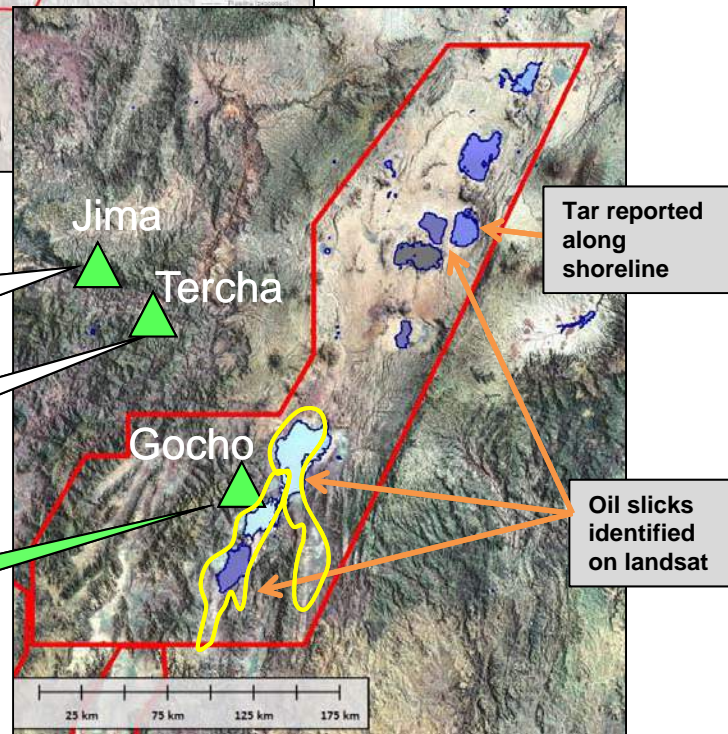 Jima
Tercha
Gocho
Tar reported
along
shoreline
Oil slicks
identified
on landsat
25 km 75 km 125 km 175 km